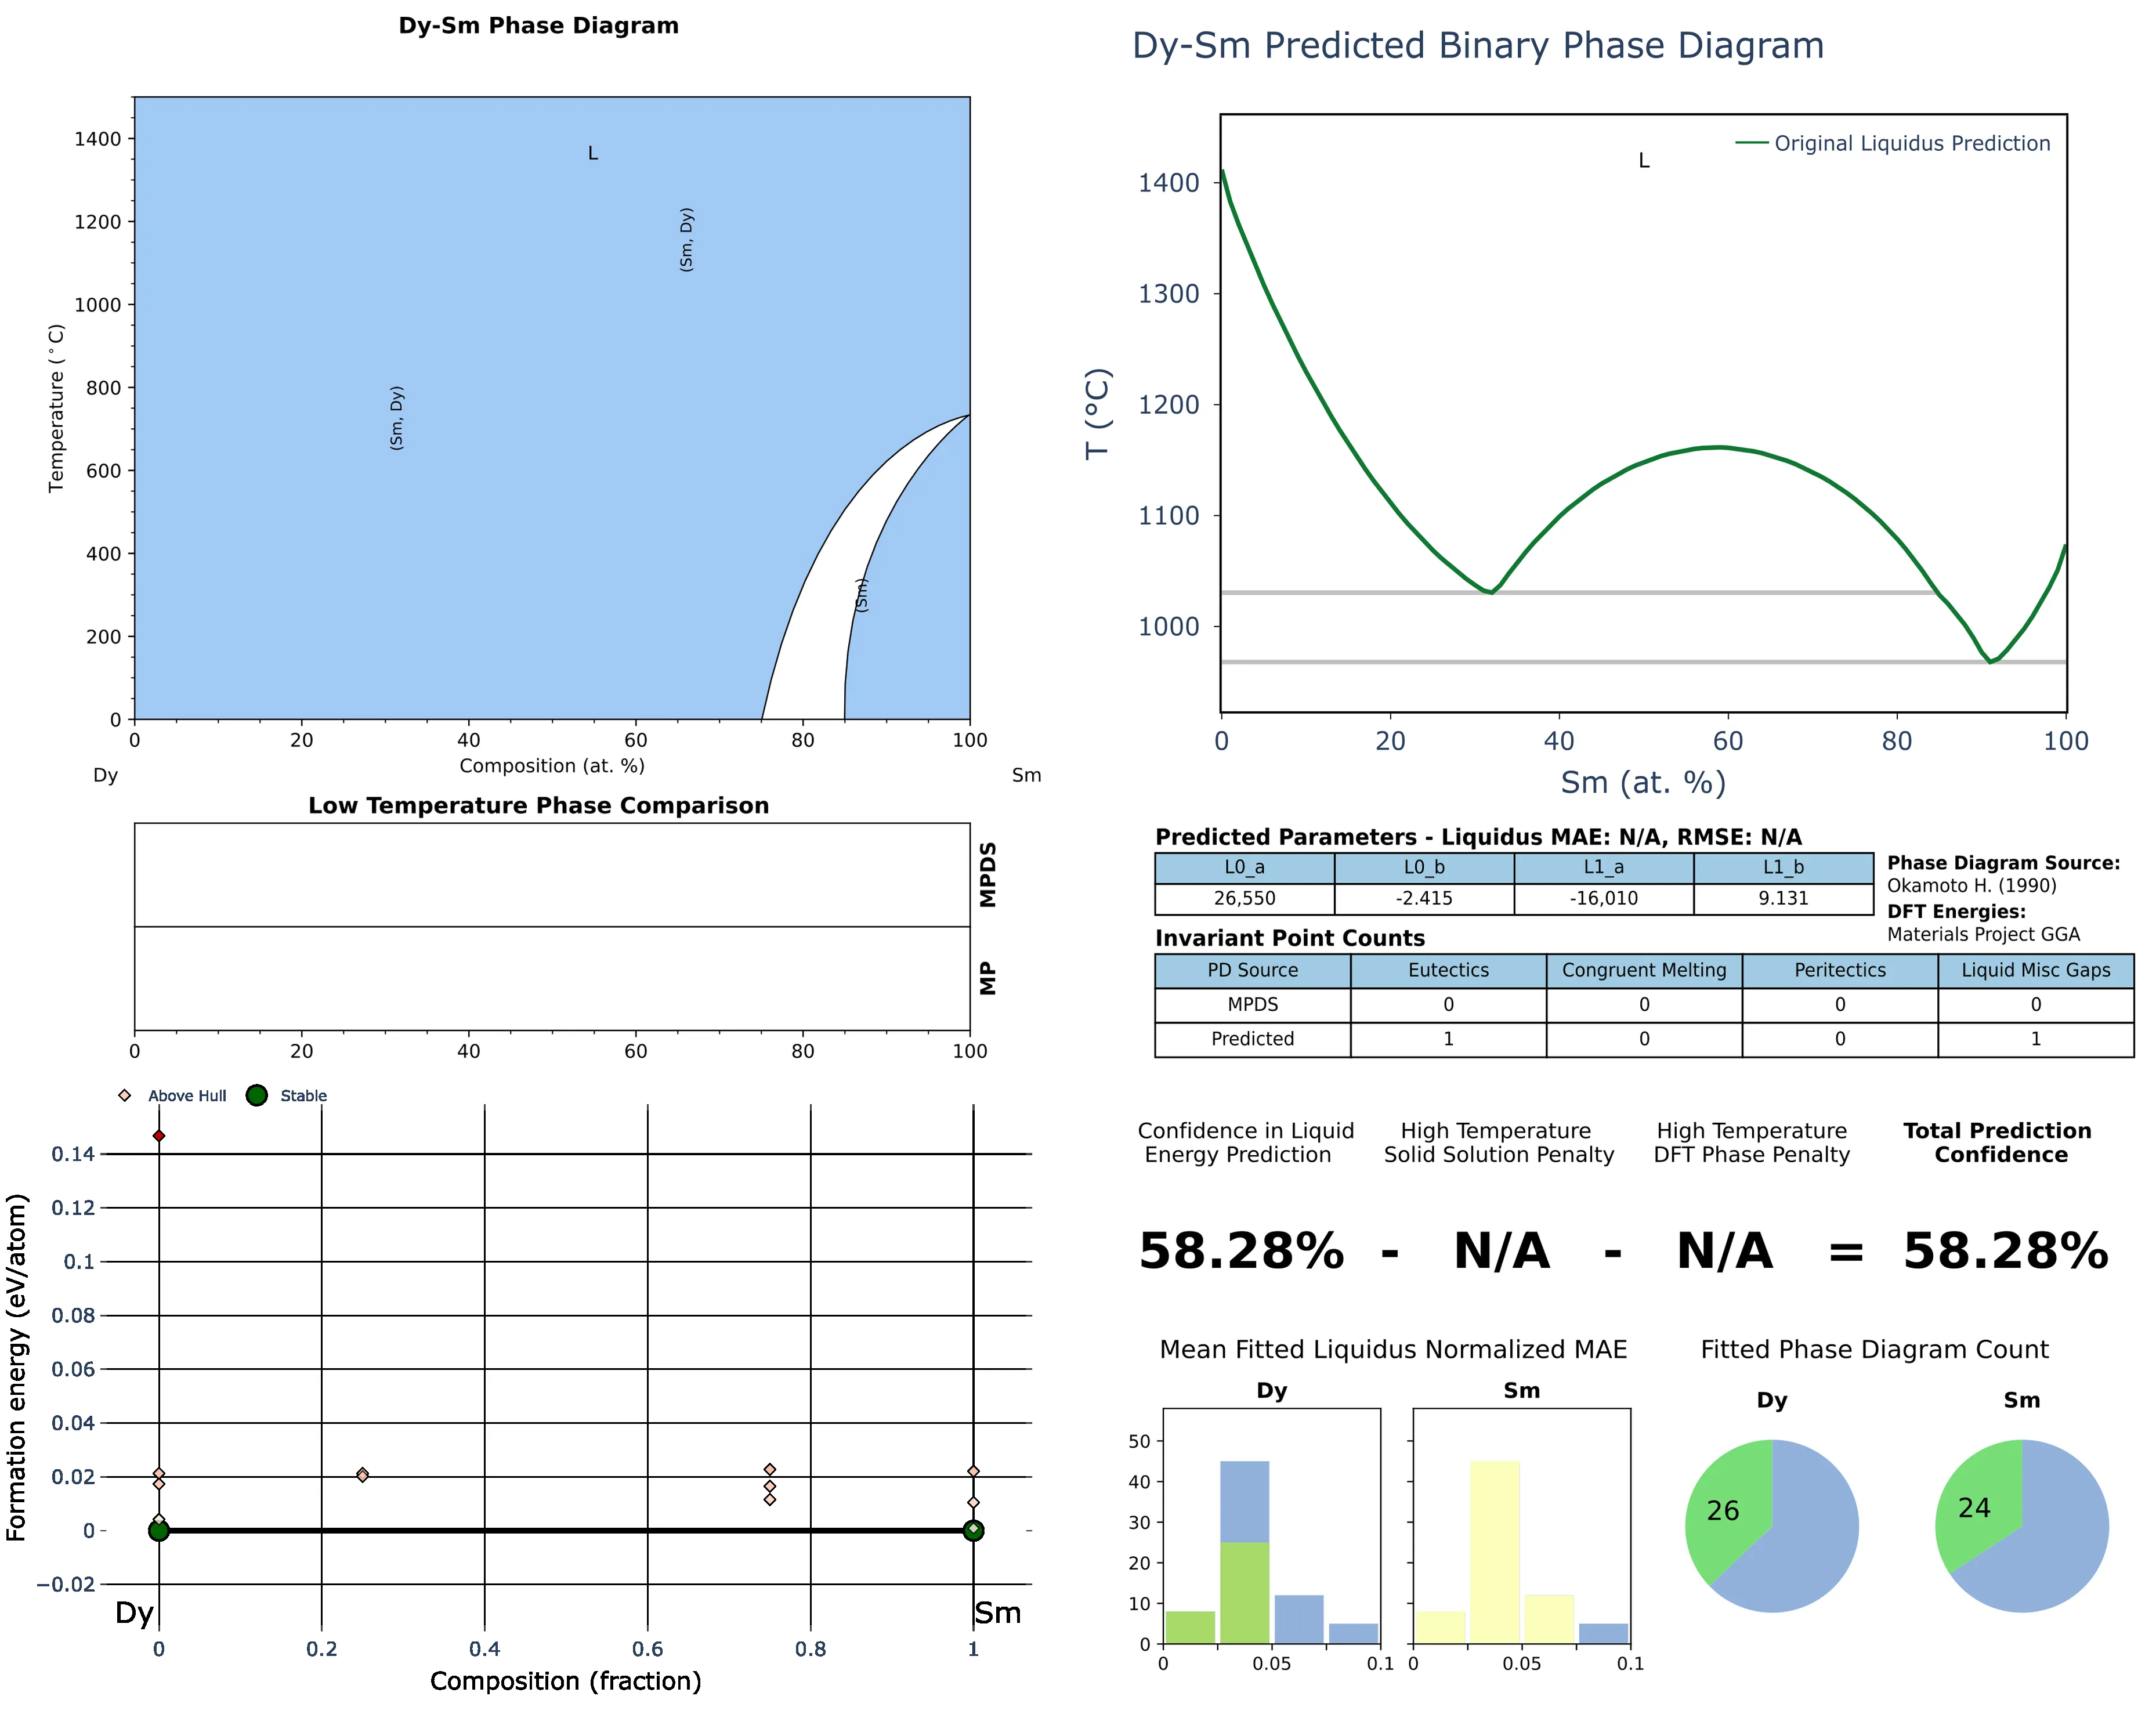 Dy-Sm Phase Diagram
1400
1200
1000
800
600
400
200
0
Temperature (°C)
L
(Sm, Dy)
(Sm, Dy)
(Sm)
0 20 40 60 80 100
Composition (at. %)
Dy Sm
Low Temperature Phase Comparison
MPDS
MP
0 20 40 60 80 100
Above Hull Stable
0.14
0.12
0.1
0.08
0.06
0.04
0.02
0
−0.02
Formation energy (eV/atom)
Dy Sm
0 0.2 0.4 0.6 0.8 1
Composition (fraction)
Dy-Sm Predicted Binary Phase Diagram
L
Original Liquidus Prediction
1400
1300
1200
1100
1000
T (°C)
0 20 40 60 80 100
Sm (at. %)
Predicted Parameters - Liquidus MAE: N/A, RMSE: N/A
L0_a L0_b L1_a L1_b
26,550 -2.415 -16,010 9.131
Phase Diagram Source:
Okamoto H. (1990)
DFT Energies:
Materials Project GGA
Invariant Point Counts
PD Source Eutectics Congruent Melting Peritectics Liquid Misc Gaps
MPDS 0 0 0 0
Predicted 1 0 0 1
Confidence in Liquid
Energy Prediction
High Temperature
Solid Solution Penalty
High Temperature
DFT Phase Penalty
Total Prediction
Confidence
58.28% - N/A - N/A = 58.28%
Mean Fitted Liquidus Normalized MAE
Dy Sm
50
40
30
20
10
0
0 0.05 0.1 0 0.05 0.1
Fitted Phase Diagram Count
Dy Sm
26 24